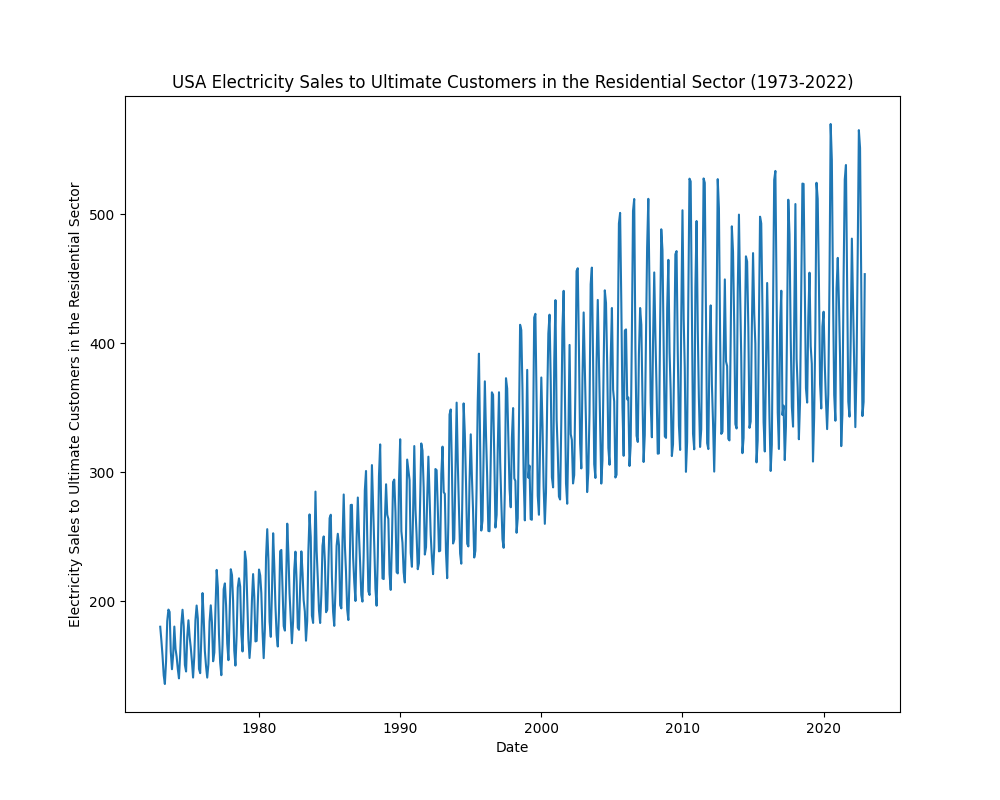 USA Electricity Sales to Ultimate Customers in the Residential Sector (1973-2022)
Electricity Sales to Ultimate Customers in the Residential Sector
500
400
300
200
1980 1990 2000 2010 2020
Date